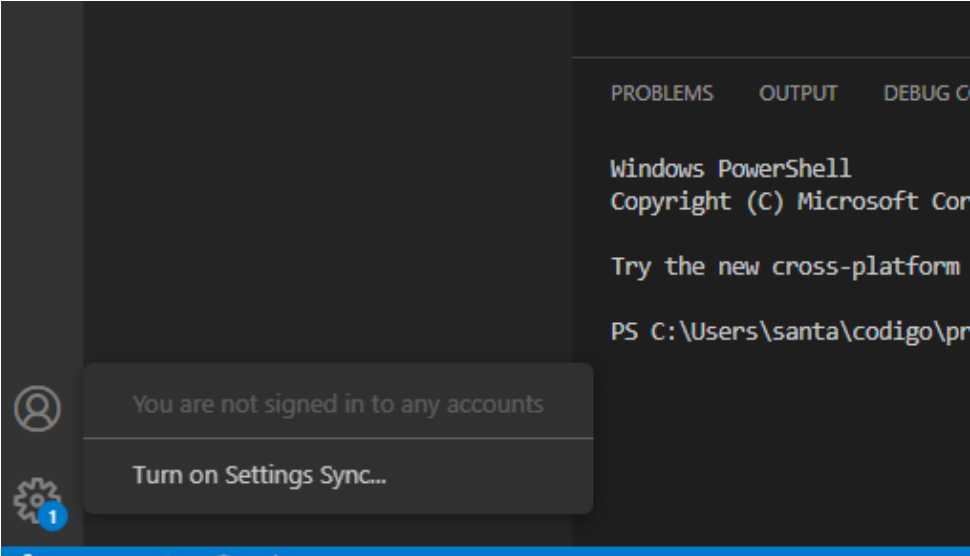 PROBLEMS OUTPUT DEBUG
Windows PowerShell
Copyright (C) Microsoft
Try the new cross-platform
PS C:\Users\santa\codigo\pr
You are not signed in to any accounts
Turn on Settings Sync...
1